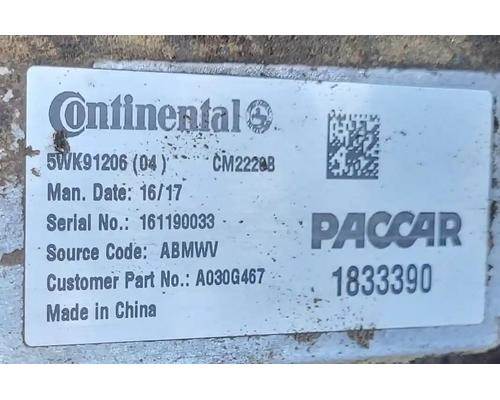 Continental
5WK91206 (04) CM2220B
Man. Date: 16/17
Serial No.: 161190033
Source Code: ABMWV
Customer Part No.: A030G467
Made in China
PACCAR
1833390